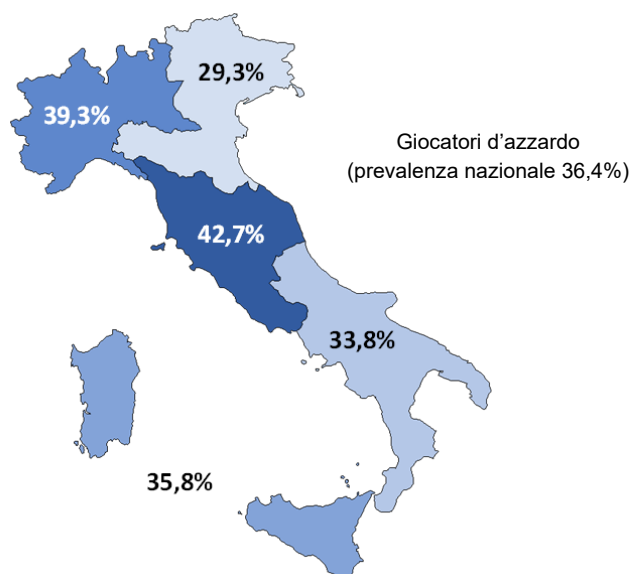 29,3%
39,3%
Giocatori d’azzardo
(prevalenza nazionale 36,4%)
42,7%
33,8%
35,8%